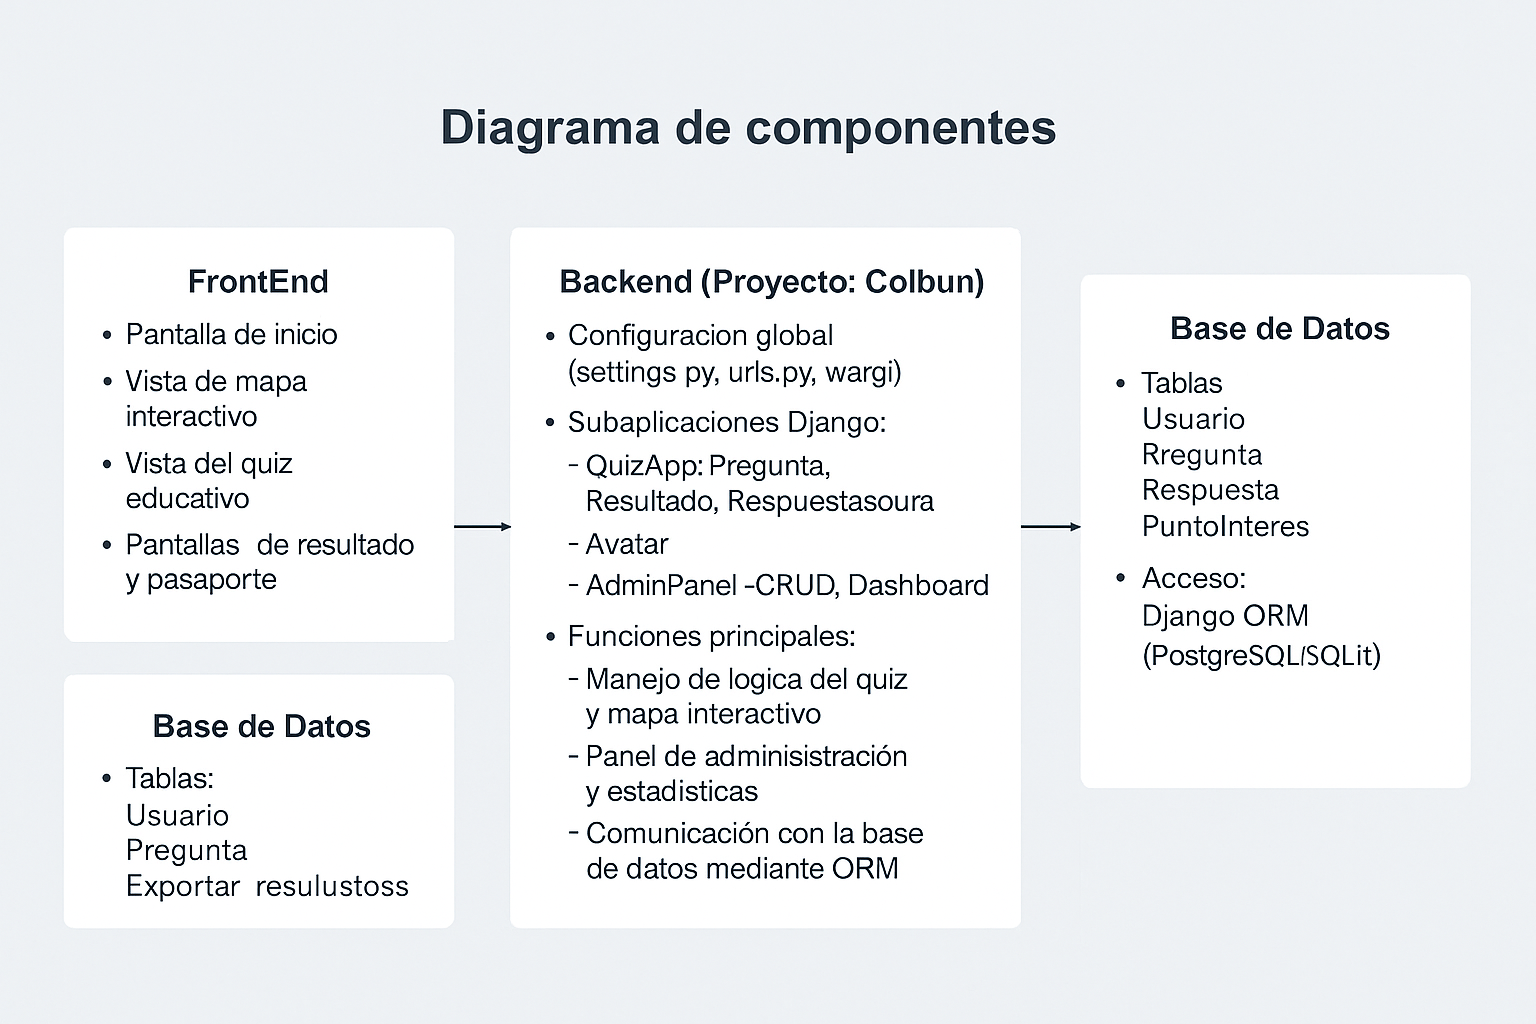 Diagrama de componentes
FrontEnd
• Pantalla de inicio
• Vista de mapa
interactivo
• Vista del quiz
educativo
• Pantallas de resultado
y pasaporte
Base de Datos
• Tablas:
Usuario
Pregunta
Exportar resulustoss
Backend (Proyecto: Colbun)
• Configuracion global
(settings py, urls.py, wargi)
• Subaplicaciones Django:
- QuizApp: Pregunta,
Resultado, Respuestasoura
- Avatar
- AdminPanel -CRUD, Dashboard
• Funciones principales:
- Manejo de logica del quiz
y mapa interactivo
- Panel de adminisistración
y estadisticas
- Comunicación con la base
de datos mediante ORM
Base de Datos
• Tablas
Usuario
Rregunta
Respuesta
PuntoInteres
• Acceso:
Django ORM
(PostgreSQL/SQLit)